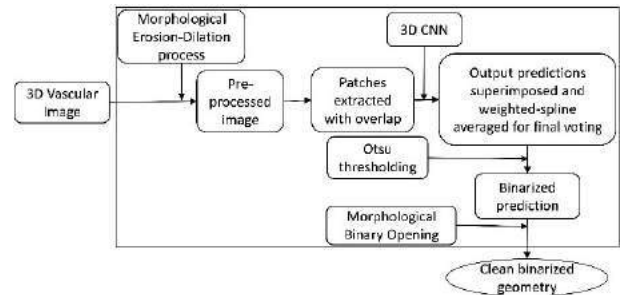 Morphological
Erosion-Dilation
process
3D CNN
3D Vascular
Image
Pre-
processed
image
Patches
extracted
with overlap
Output predictions
superimposed and
weighted-spline
averaged for final voting
Otsu
thresholding
Binarized
prediction
Morphological
Binary Opening
Clean binarized
geometry